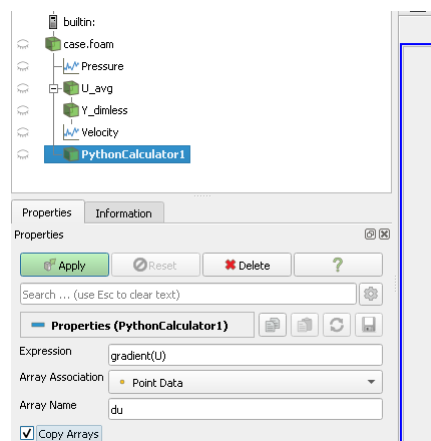 builtin:
case.foam
Pressure
U_avg
Y_dimless
Velocity
PythonCalculator1
Properties Information
Properties
Apply Reset Delete ?
Search ... (use Esc to clear text)
Properties (PythonCalculator1)
Expression gradient(U)
Array Association Point Data
Array Name du
Copy Arrays